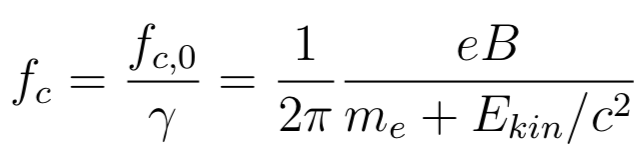 f_c = \frac{f_{c,0}}{\gamma} = \frac{1}{2\pi} \frac{eB}{m_e + E_{kin}/c^2}